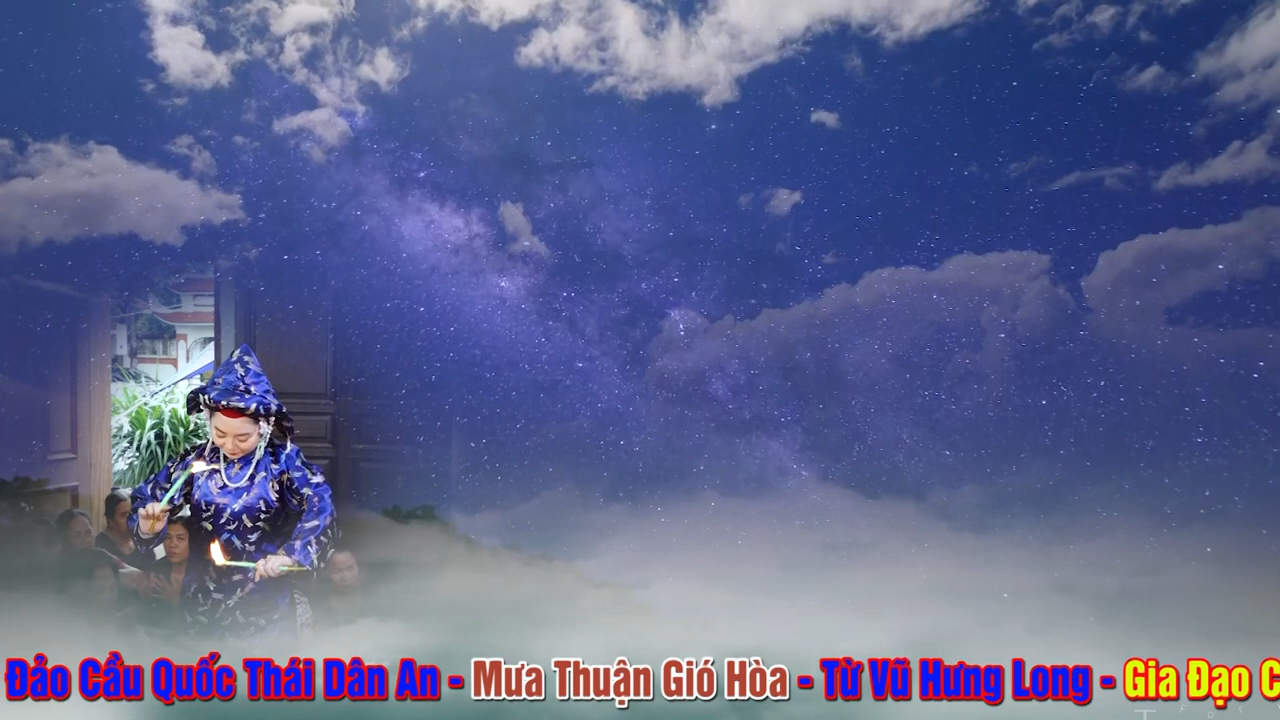 Đảo Cầu Quốc Thái Dân An - Mưa Thuận Gió Hòa - Từ Vũ Hưng Long - Gia Đạo C